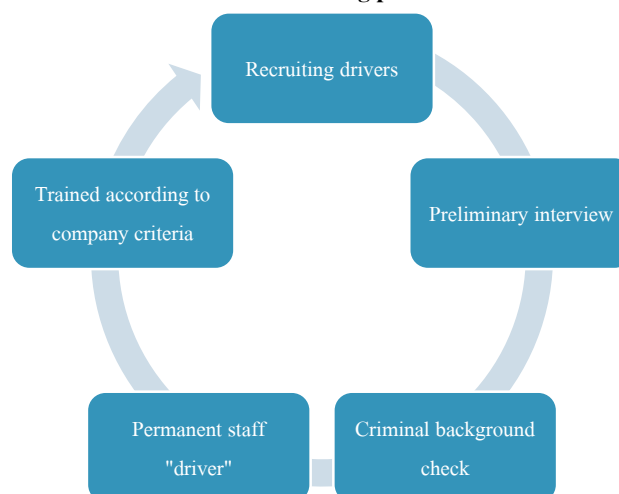 Recruiting drivers
Preliminary interview
Criminal background
check
Permanent staff
"driver"
Trained according to
company criteria